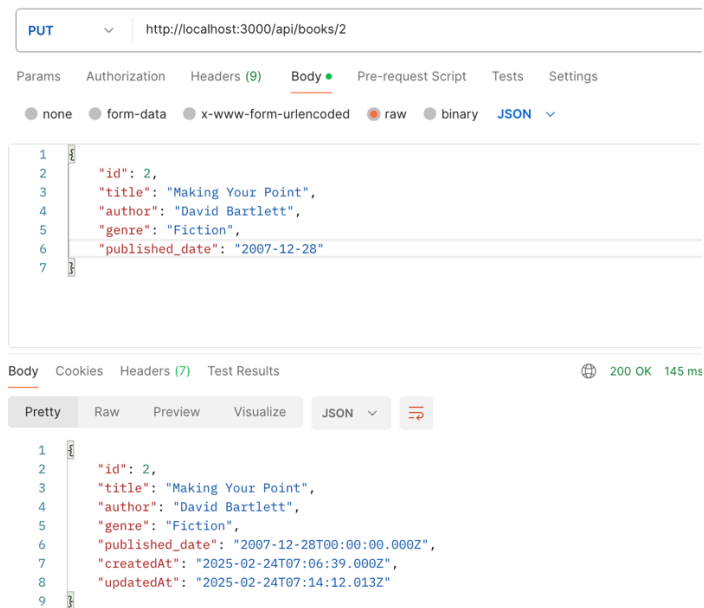 PUT http://localhost:3000/api/books/2
Params Authorization Headers (9) Body Pre-request Script Tests Settings
none form-data x-www-form-urlencoded raw binary JSON
1 {
2 "id": 2,
3 "title": "Making Your Point",
4 "author": "David Bartlett",
5 "genre": "Fiction",
6 "published_date": "2007-12-28"
7 }
Body Cookies Headers (7) Test Results 200 OK 145 ms
Pretty Raw Preview Visualize JSON
1 {
2 "id": 2,
3 "title": "Making Your Point",
4 "author": "David Bartlett",
5 "genre": "Fiction",
6 "published_date": "2007-12-28T00:00:00.000Z",
7 "createdAt": "2025-02-24T07:06:39.000Z",
8 "updatedAt": "2025-02-24T07:14:12.013Z"
9 }